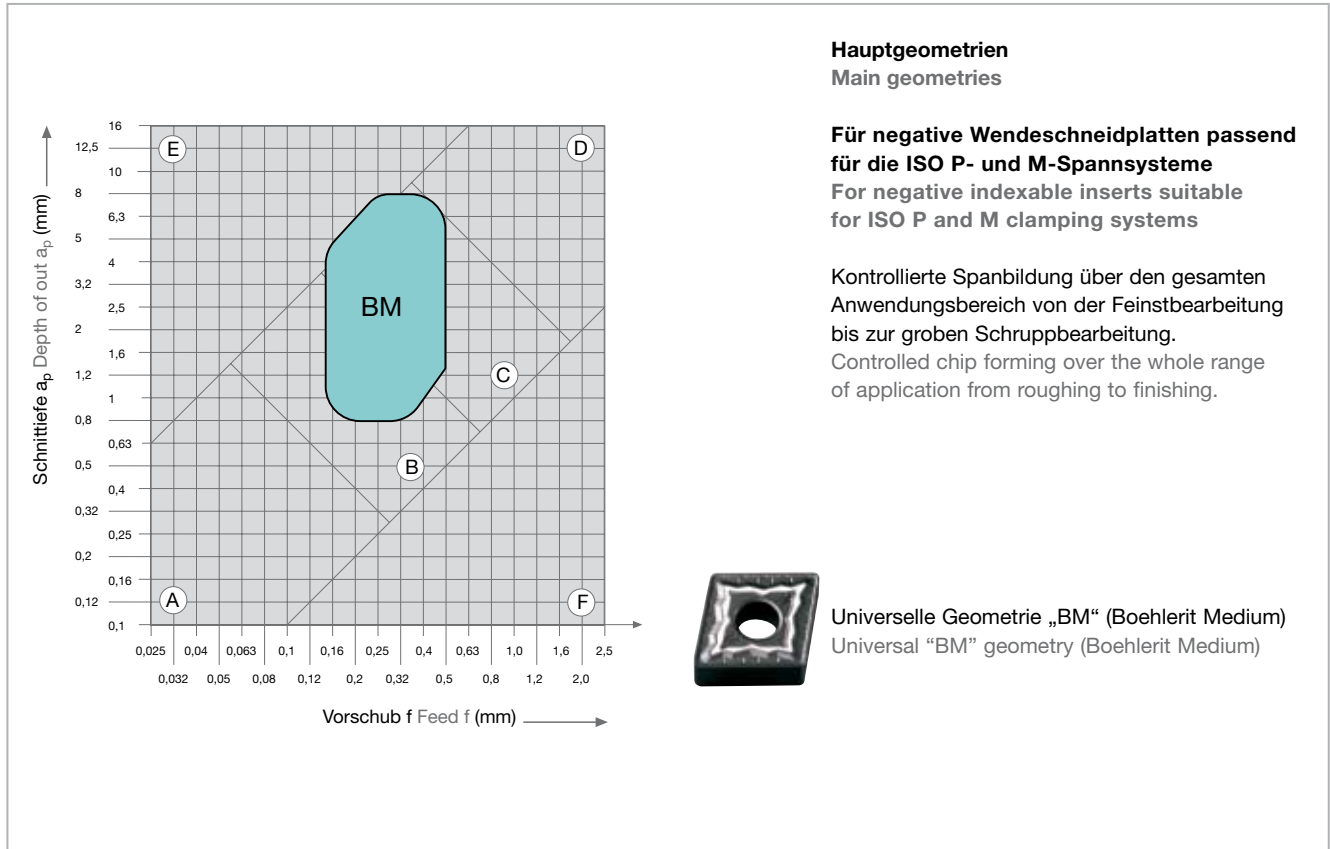 Hauptgeometrien
Main geometries
Für negative Wendeschneidplatten passend
für die ISO P- und M-Spannsysteme
For negative indexable inserts suitable
for ISO P and M clamping systems
Kontrollierte Spanbildung über den gesamten
Anwendungsbereich von der Feinstbearbeitung
bis zur groben Schruppbearbeitung.
Controlled chip forming over the whole range
of application from roughing to finishing.
Universelle Geometrie „BM“ (Boehlerit Medium)
Universal “BM” geometry (Boehlerit Medium)
Schnittiefe ap Depth of out ap (mm)
16
12,5
10
8
6,3
5
4
3,2
2,5
2
1,6
1,2
1
0,8
0,63
0,5
0,4
0,32
0,25
0,2
0,16
0,12
0,1
E
D
BM
C
B
A
F
0,025 0,04 0,063 0,1 0,16 0,25 0,4 0,63 1,0 1,6 2,5
0,032 0,05 0,08 0,12 0,2 0,32 0,5 0,8 1,2 2,0
Vorschub f Feed f (mm)